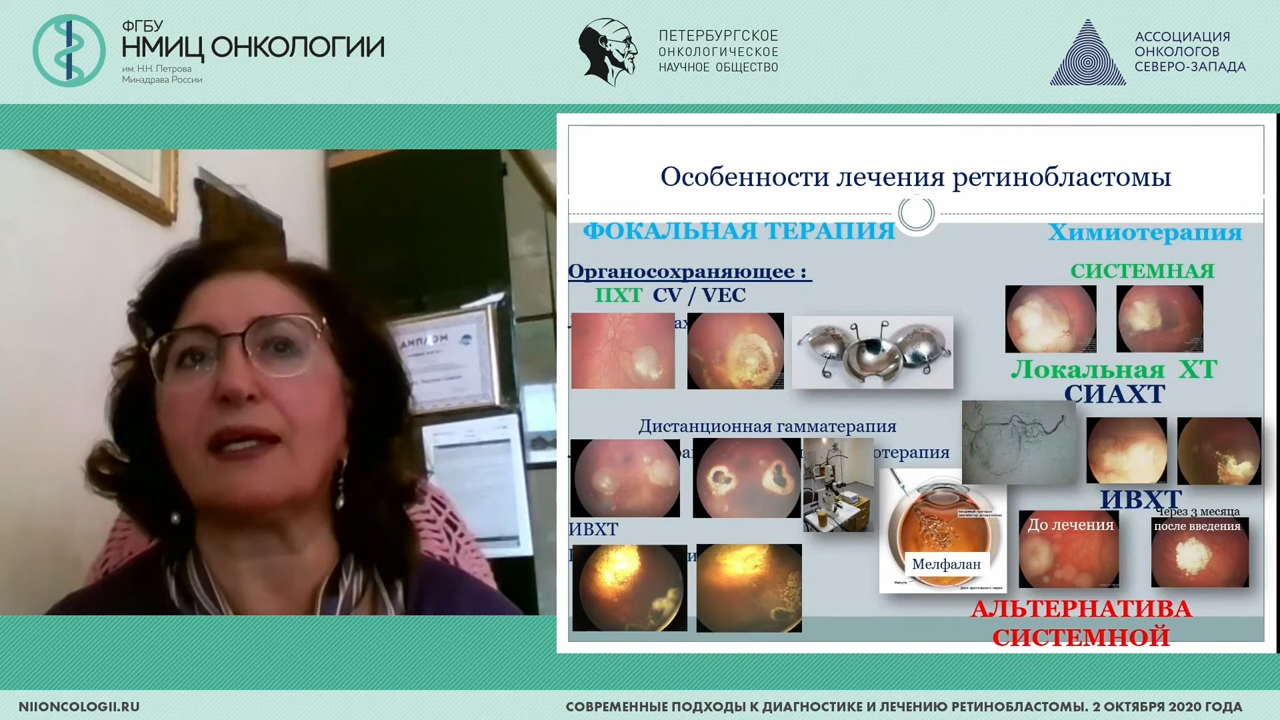 ФГБУ
НМИЦ ОНКОЛОГИИ
им. Н.Н. Петрова
Минздрава России
ПЕТЕРБУРГСКОЕ
ОНКОЛОГИЧЕСКОЕ
НАУЧНОЕ ОБЩЕСТВО
АССОЦИАЦИЯ
ОНКОЛОГОВ
СЕВЕРО-ЗАПАДА
ДИПЛОМ
Особенности лечения ретинобластомы
ФОКАЛЬНАЯ ТЕРАПИЯ
Органосохраняющее :
ПХТ CV / VEC
Дистанционная гамматерапия
ИВХТ
Мелфалан
Химиотерапия
СИСТЕМНАЯ
Локальная ХТ
СИАХТ
ИВХТ
До лечения
Через 3 месяца
после введения
АЛЬТЕРНАТИВА
СИСТЕМНОЙ
NIIONCOLOGII.RU
СОВРЕМЕННЫЕ ПОДХОДЫ К ДИАГНОСТИКЕ И ЛЕЧЕНИЮ РЕТИНОБЛАСТОМЫ. 2 ОКТЯБРЯ 2020 ГОДА